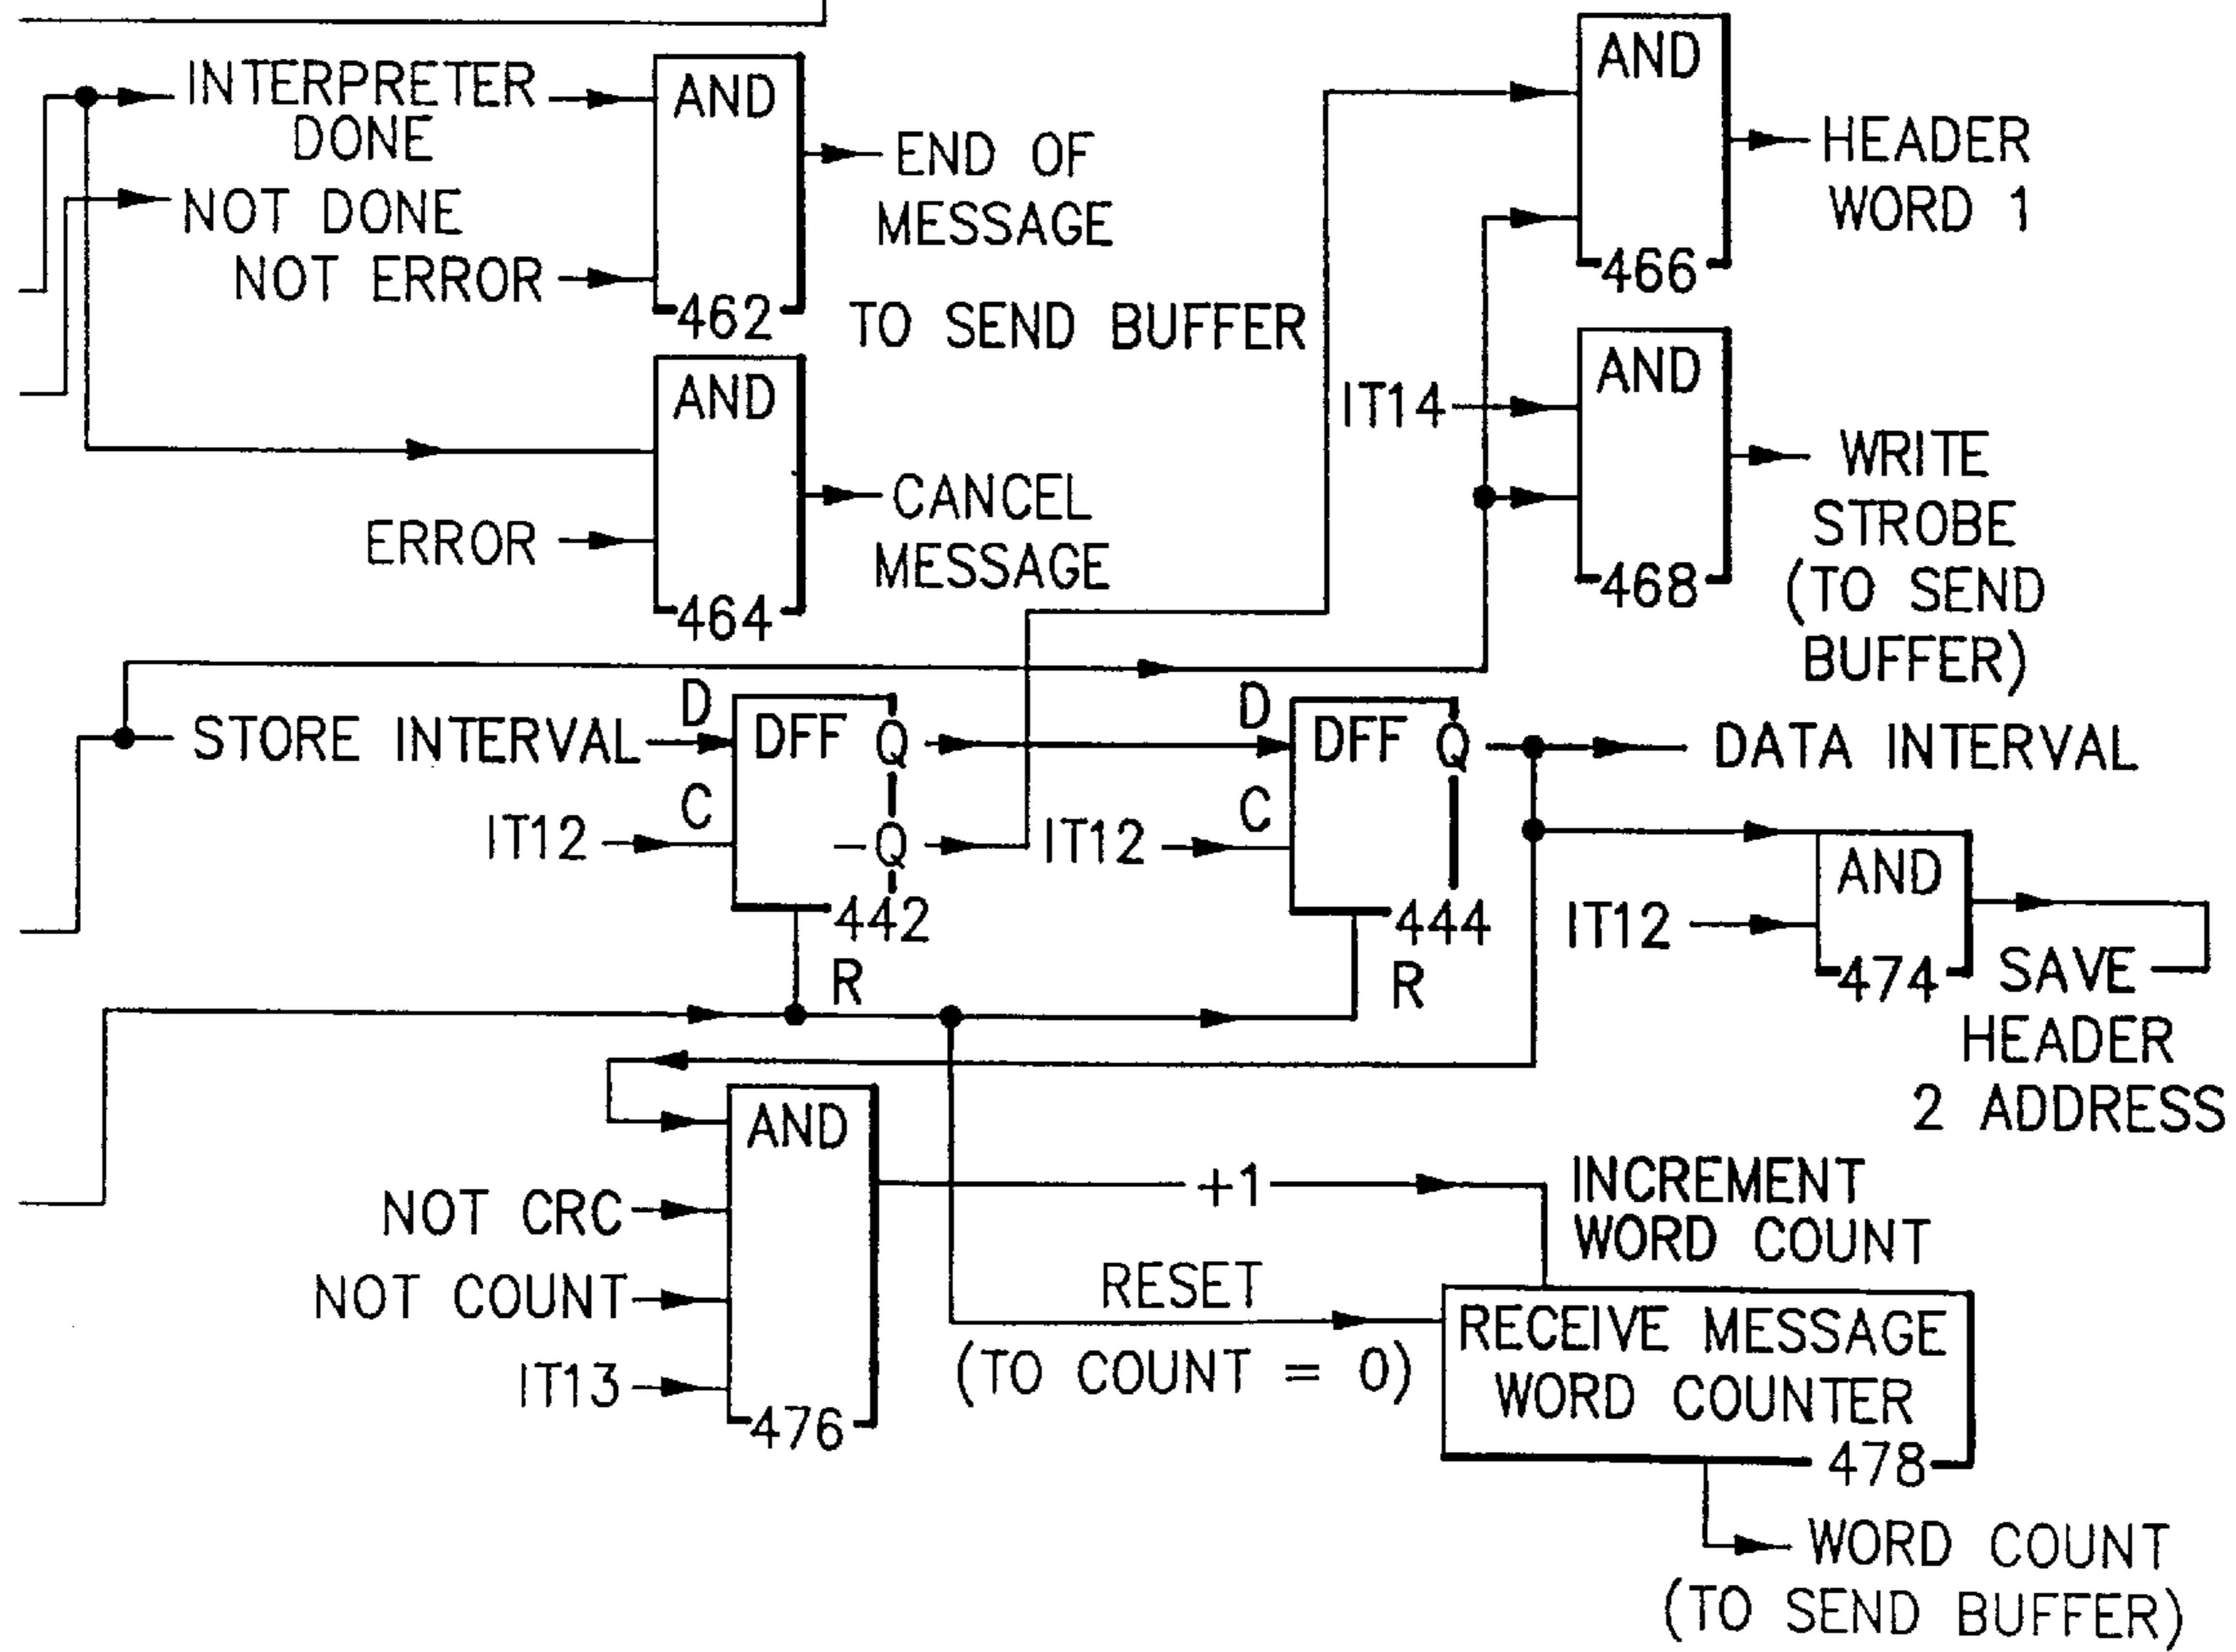 INTERPRETER
DONE
NOT DONE
NOT ERROR
AND
462
END OF
MESSAGE
TO SEND BUFFER
AND
466
HEADER
WORD 1
ERROR
AND
464
CANCEL
MESSAGE
IT14
AND
468
WRITE
STROBE
(TO SEND
BUFFER)
STORE INTERVAL
D
DFF Q
IT12
C
-Q
442
R
D
DFF Q
IT12
C
444
R
DATA INTERVAL
IT12
AND
474
SAVE
HEADER
2 ADDRESS
AND
NOT CRC
NOT COUNT
IT13
476
+1
INCREMENT
WORD COUNT
RESET
(TO COUNT = 0)
RECEIVE MESSAGE
WORD COUNTER
478
WORD COUNT
(TO SEND BUFFER)